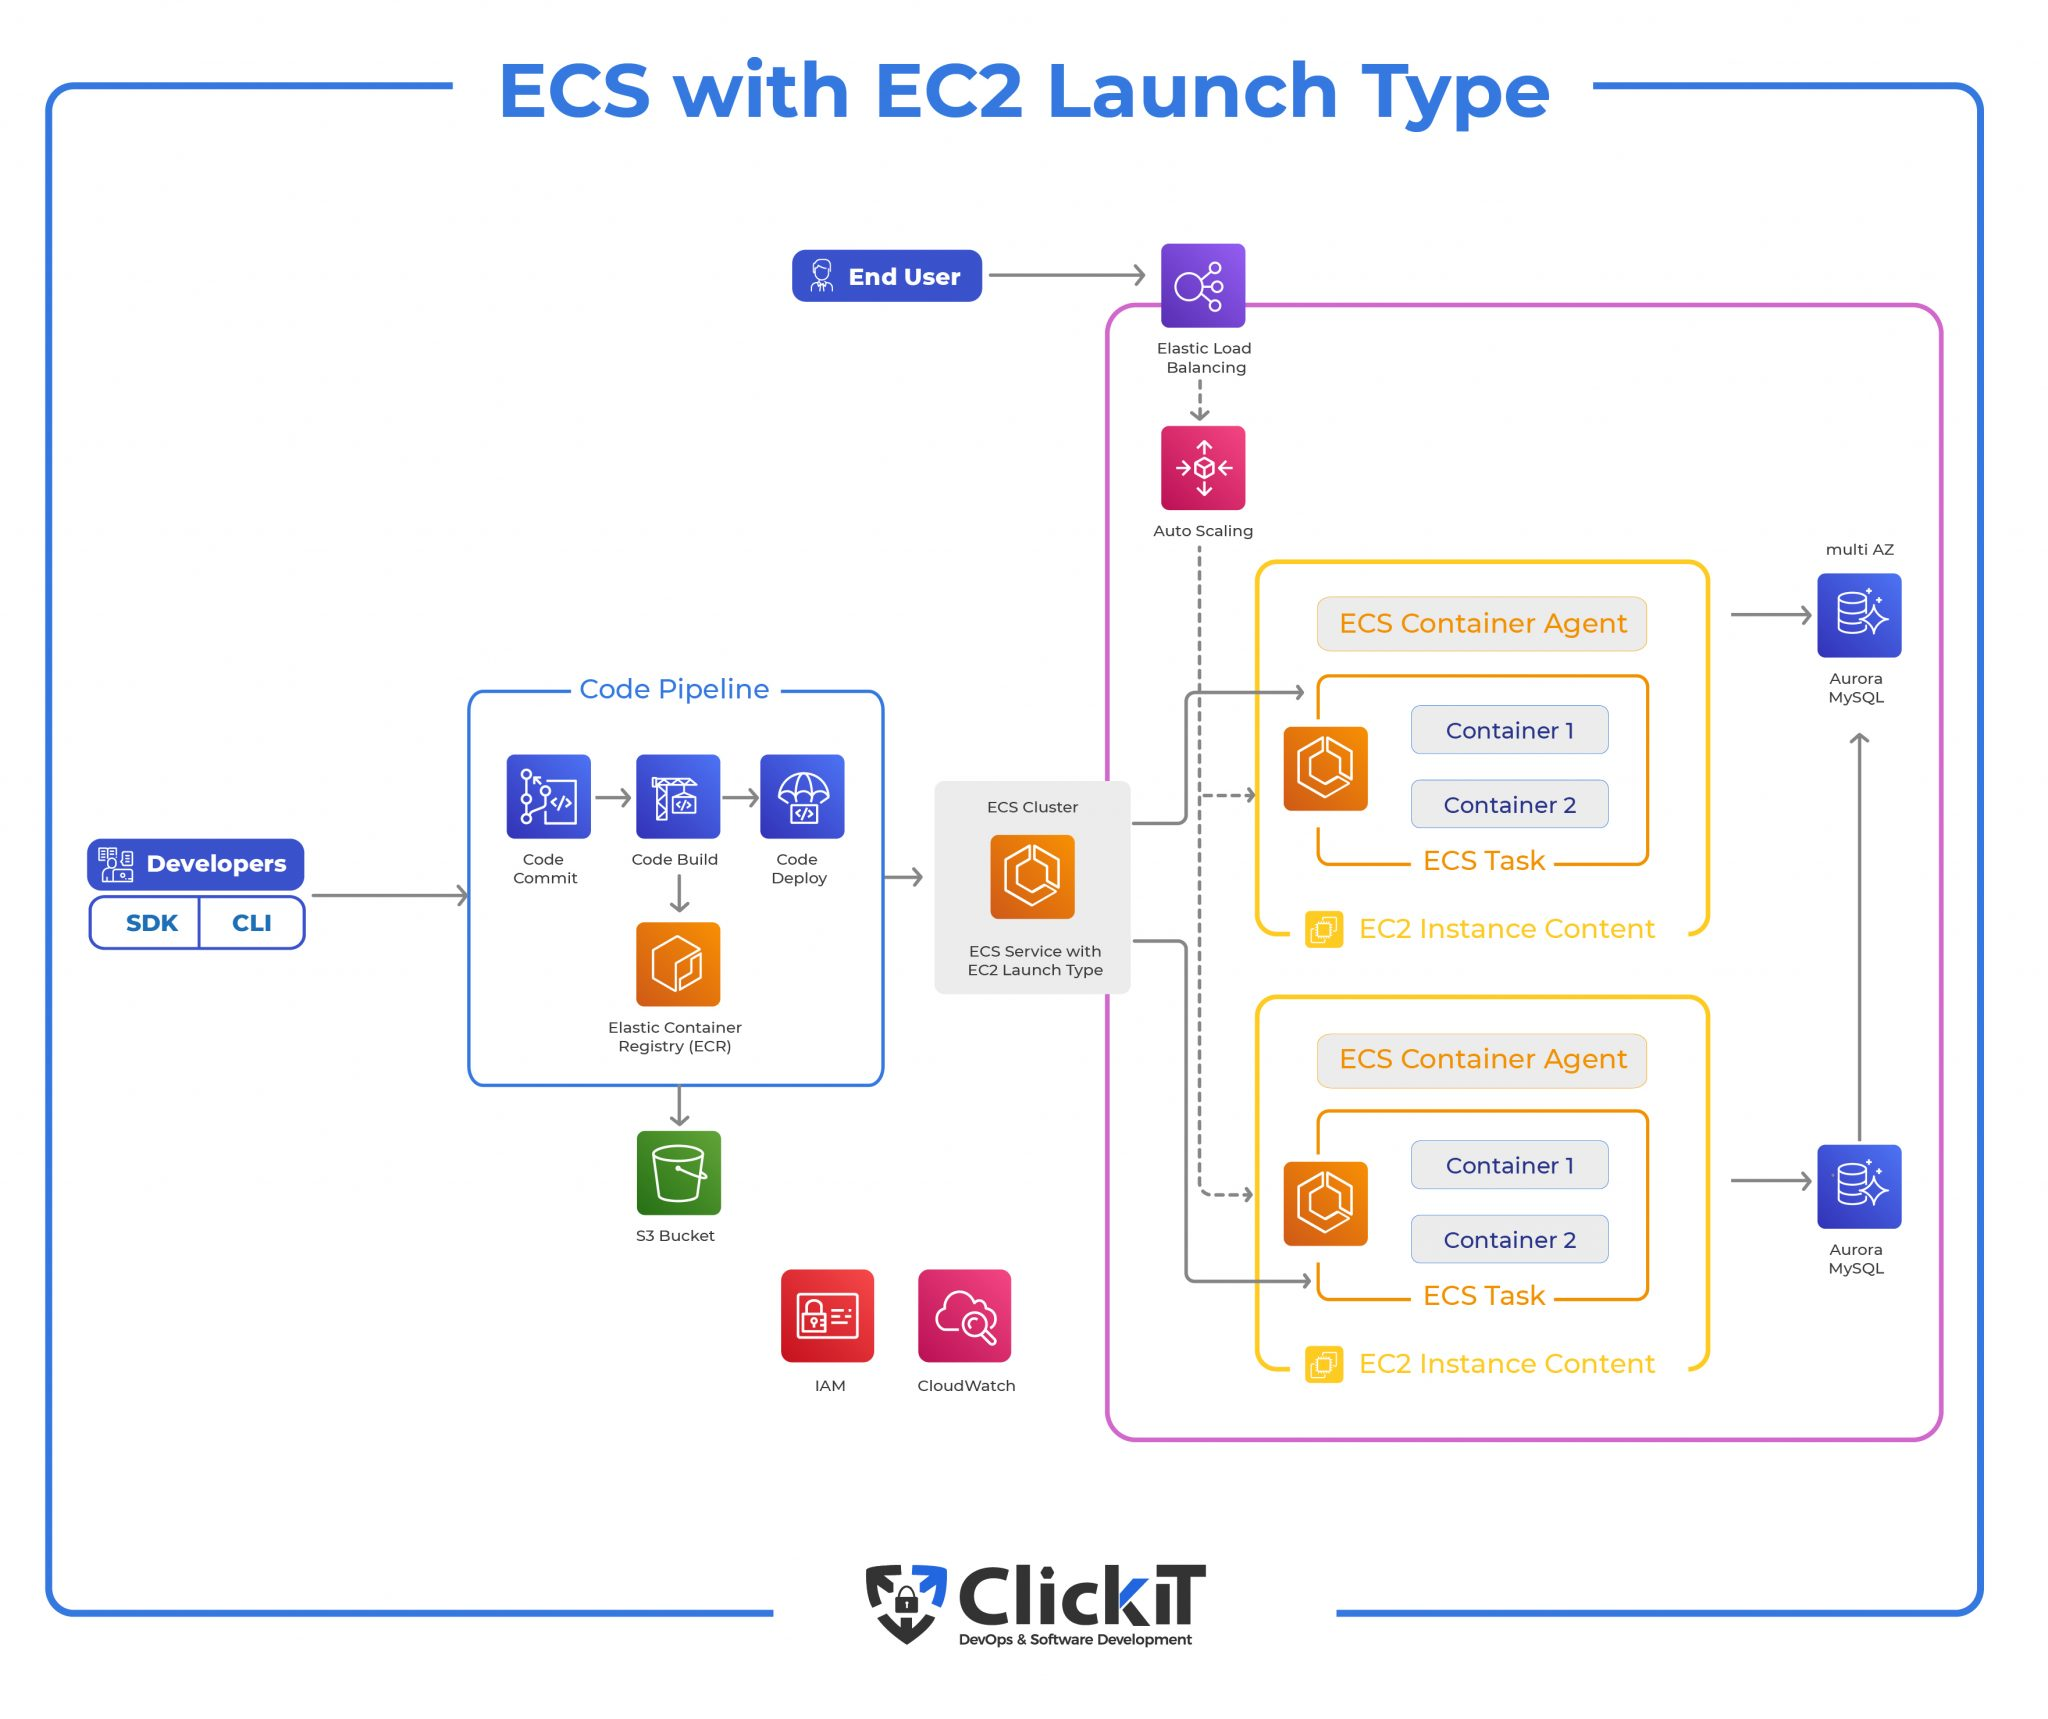 ECS with EC2 Launch Type
End User
Elastic Load
Balancing
Auto Scaling
multi AZ
Aurora
MySQL
ECS Container Agent
Container 1
Container 2
ECS Task
EC2 Instance Content
Code Pipeline
Code
Commit
Code Build
Code
Deploy
Elastic Container
Registry (ECR)
Developers
SDK
CLI
ECS Cluster
ECS Service with
EC2 Launch Type
S3 Bucket
IAM
CloudWatch
ECS Container Agent
Container 1
Container 2
ECS Task
EC2 Instance Content
Aurora
MySQL
ClickiT
DevOps & Software Development